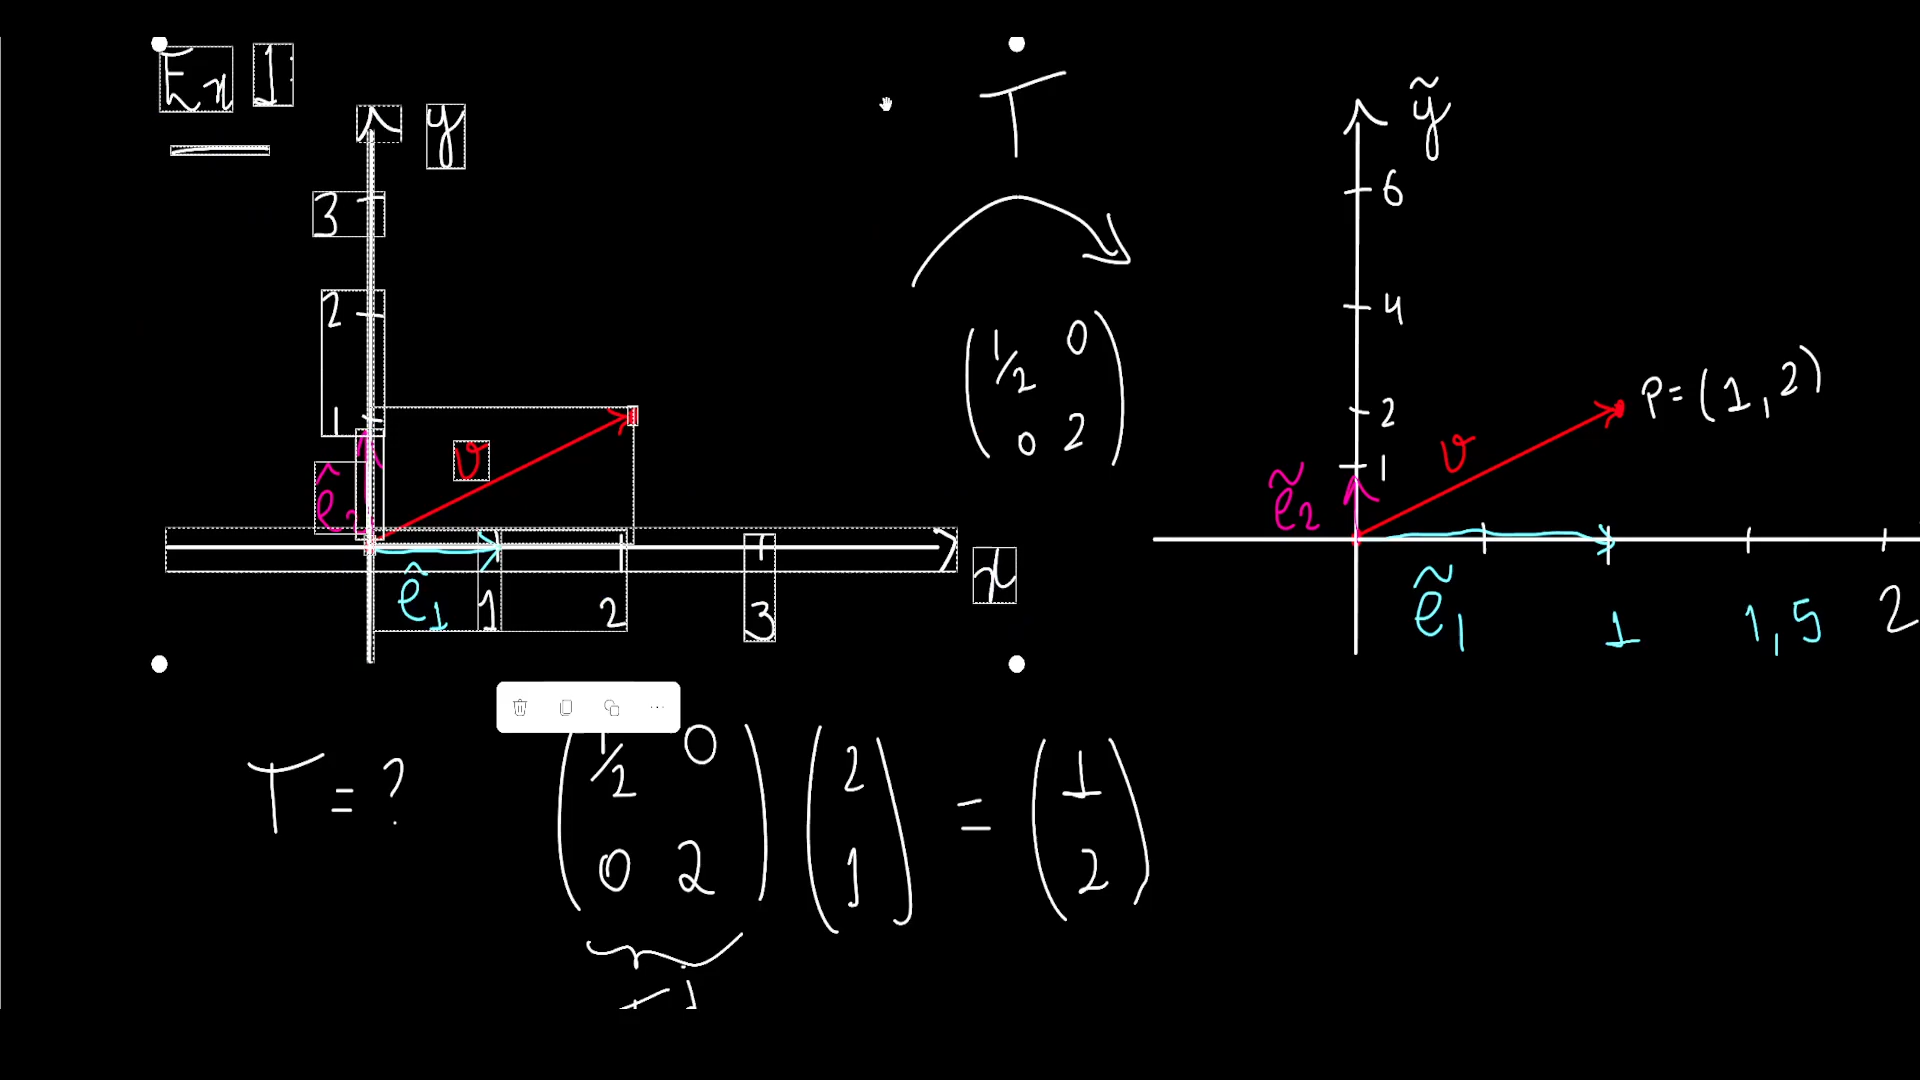 Ex 1
y
3
2
1
v
ê₂
ê₁
1
2
3
x
T
(1/2 0
0 2)
ỹ
6
4
2
1
P = (1, 2)
v
ẽ₂
ẽ₁
1
1,5
2
T = ?
(1/2 0
0 2) (2
1) = (1
2)